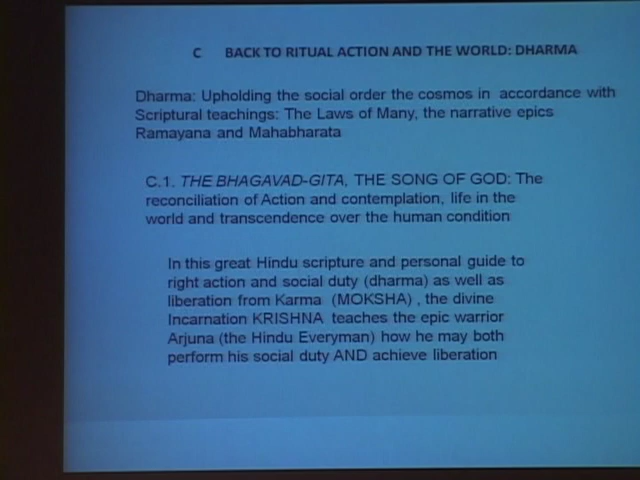 C BACK TO RITUAL ACTION AND THE WORLD: DHARMA
Dharma: Upholding the social order the cosmos in accordance with
Scriptural teachings: The Laws of Many, the narrative epics
Ramayana and Mahabharata
C.1. THE BHAGAVAD-GITA, THE SONG OF GOD: The
reconciliation of Action and contemplation, life in the
world and transcendence over the human condition
In this great Hindu scripture and personal guide to
right action and social duty (dharma) as well as
liberation from Karma (MOKSHA) , the divine
Incarnation KRISHNA teaches the epic warrior
Arjuna (the Hindu Everyman) how he may both
perform his social duty AND achieve liberation